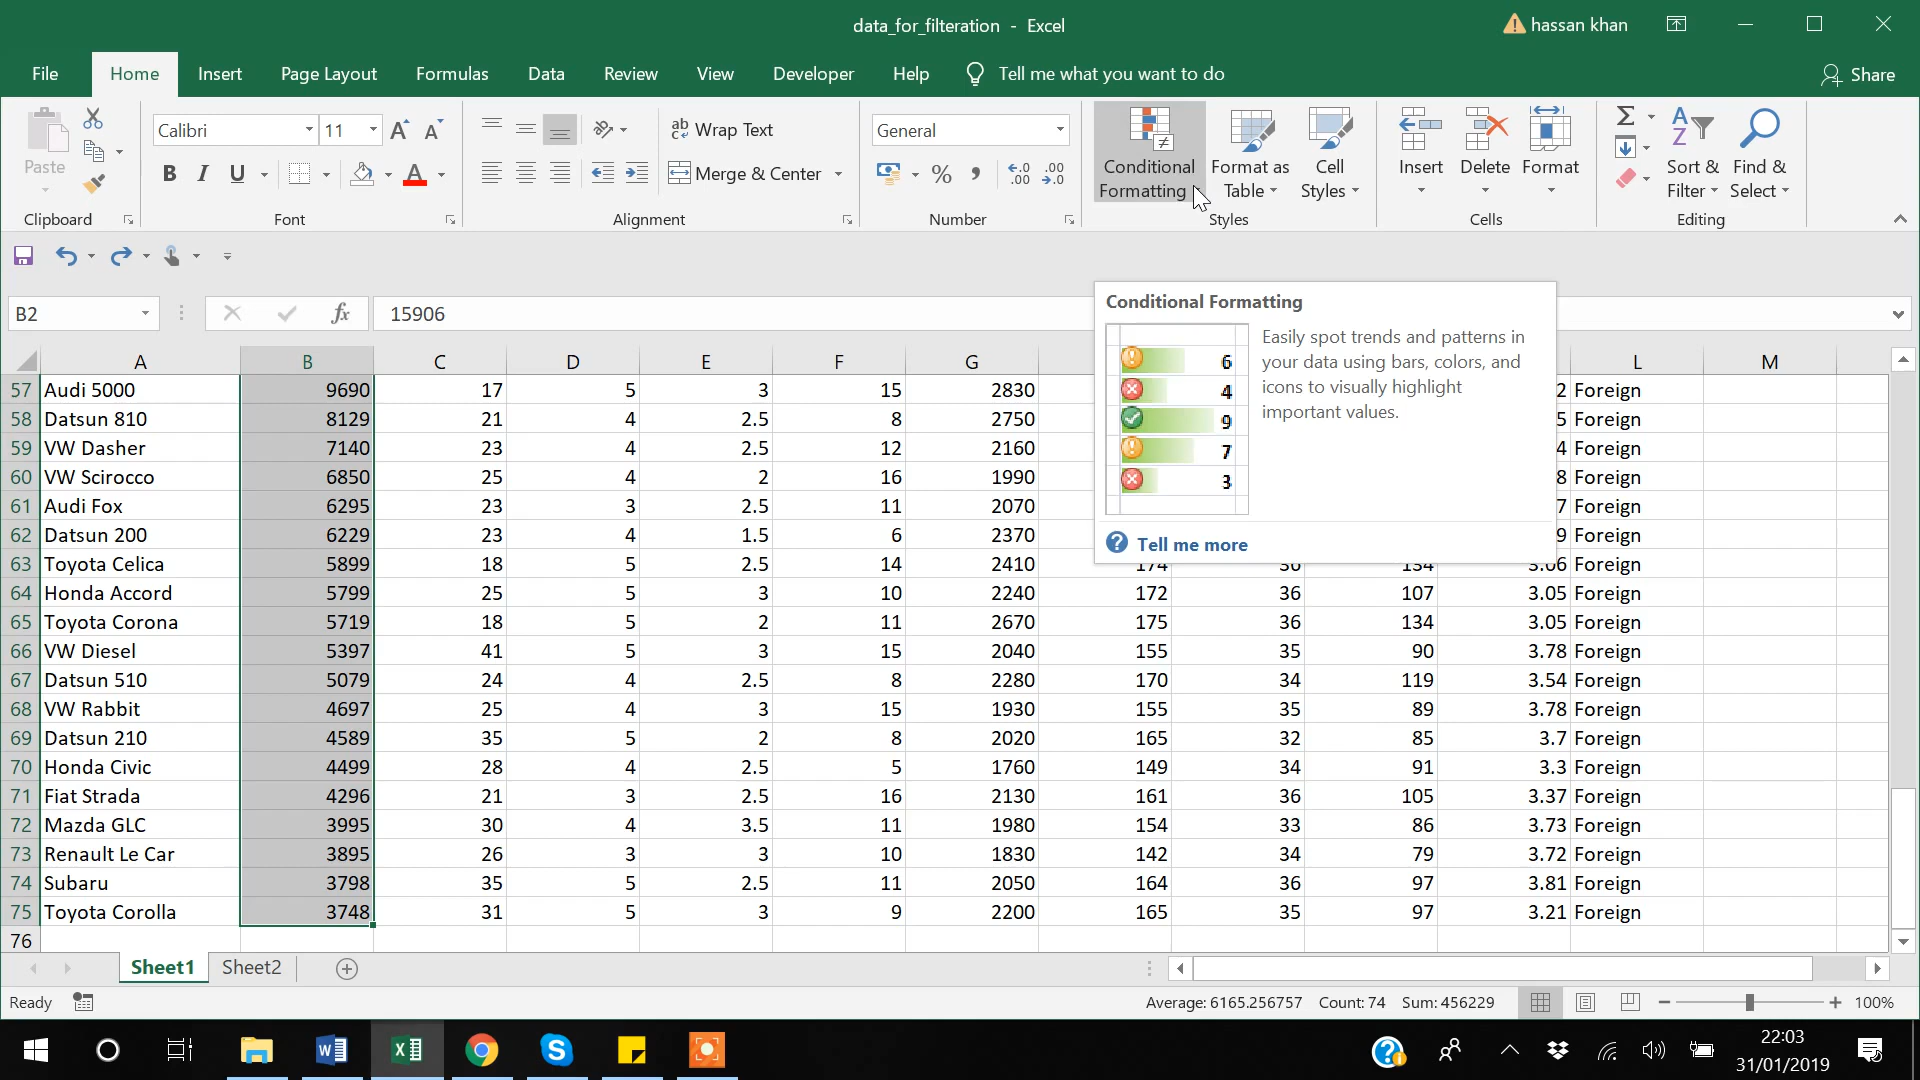 data_for_filteration - Excel
hassan khan
File Home Insert Page Layout Formulas Data Review View Developer Help Tell me what you want to do Share
Paste
Calibri 11
Wrap Text
General
B I U
Merge & Center
Conditional Formatting
Format as Table
Cell Styles
Insert
Delete
Format
Sort & Filter
Find & Select
Clipboard Font Alignment Number Styles Cells Editing
B2 fx 15906
Conditional Formatting
Easily spot trends and patterns in
your data using bars, colors, and
icons to visually highlight
important values.
6
4
9
7
3
Tell me more
A B C D E F G L M
57 Audi 5000 9690 17 5 3 15 2830 2 Foreign
58 Datsun 810 8129 21 4 2.5 8 2750 5 Foreign
59 VW Dasher 7140 23 4 2.5 12 2160 4 Foreign
60 VW Scirocco 6850 25 4 2 16 1990 8 Foreign
61 Audi Fox 6295 23 3 2.5 11 2070 7 Foreign
62 Datsun 200 6229 23 4 1.5 6 2370 9 Foreign
63 Toyota Celica 5899 18 5 2.5 14 2410 174 36 134 3.06 Foreign
64 Honda Accord 5799 25 5 3 10 2240 172 36 107 3.05 Foreign
65 Toyota Corona 5719 18 5 2 11 2670 175 36 134 3.05 Foreign
66 VW Diesel 5397 41 5 3 15 2040 155 35 90 3.78 Foreign
67 Datsun 510 5079 24 4 2.5 8 2280 170 34 119 3.54 Foreign
68 VW Rabbit 4697 25 4 3 15 1930 155 35 89 3.78 Foreign
69 Datsun 210 4589 35 5 2 8 2020 165 32 85 3.7 Foreign
70 Honda Civic 4499 28 4 2.5 5 1760 149 34 91 3.3 Foreign
71 Fiat Strada 4296 21 3 2.5 16 2130 161 36 105 3.37 Foreign
72 Mazda GLC 3995 30 4 3.5 11 1980 154 33 86 3.73 Foreign
73 Renault Le Car 3895 26 3 3 10 1830 142 34 79 3.72 Foreign
74 Subaru 3798 35 5 2.5 11 2050 164 36 97 3.81 Foreign
75 Toyota Corolla 3748 31 5 3 9 2200 165 35 97 3.21 Foreign
76
Sheet1 Sheet2
Ready Average: 6165.256757 Count: 74 Sum: 456229 100%
22:03
31/01/2019